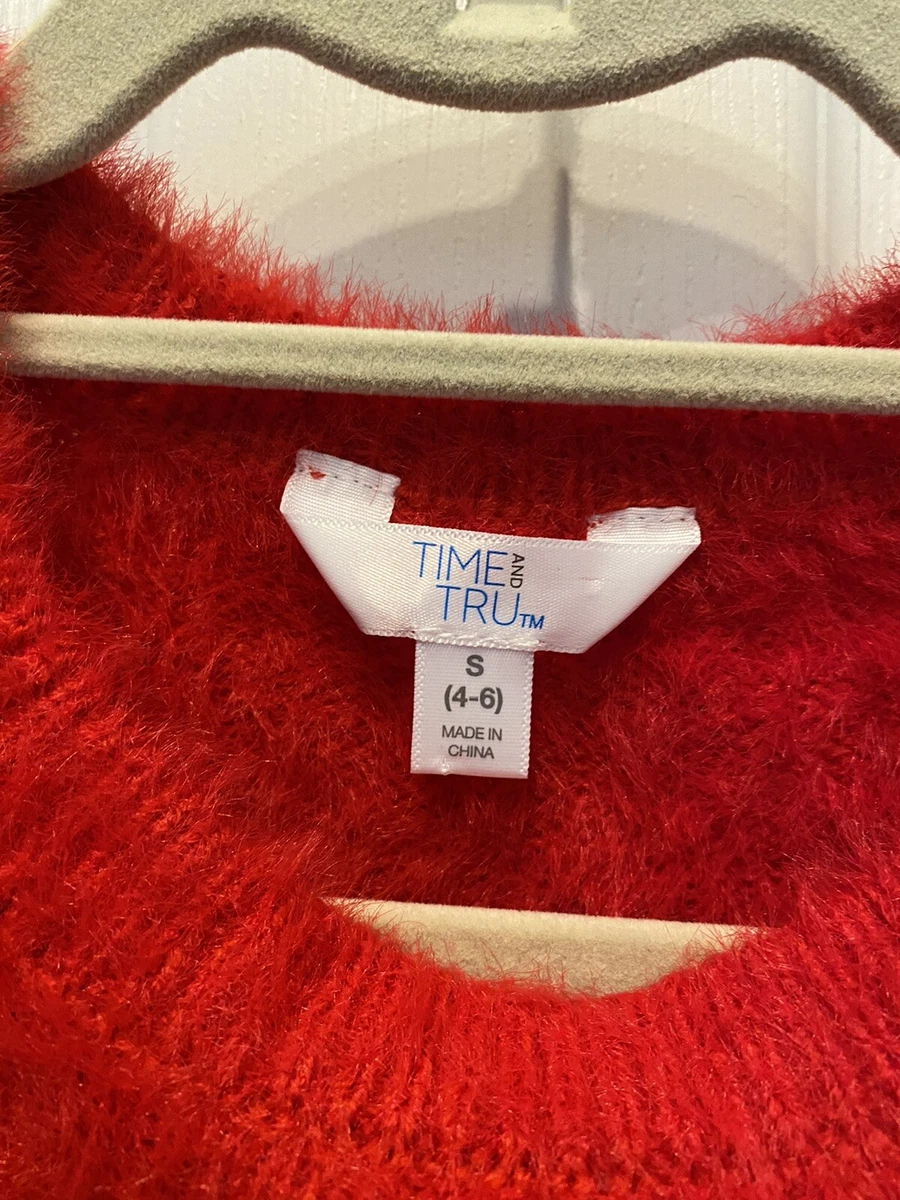 TIME AND
TRU™
S
(4-6)
MADE IN
CHINA